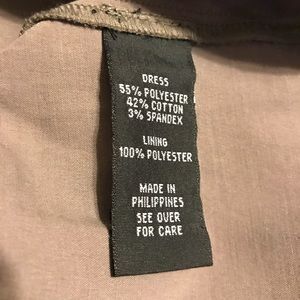 DRESS
55% POLYESTER
42% COTTON
3% SPANDEX
LINING
100% POLYESTER
MADE IN
PHILIPPINES
SEE OVER
FOR CARE